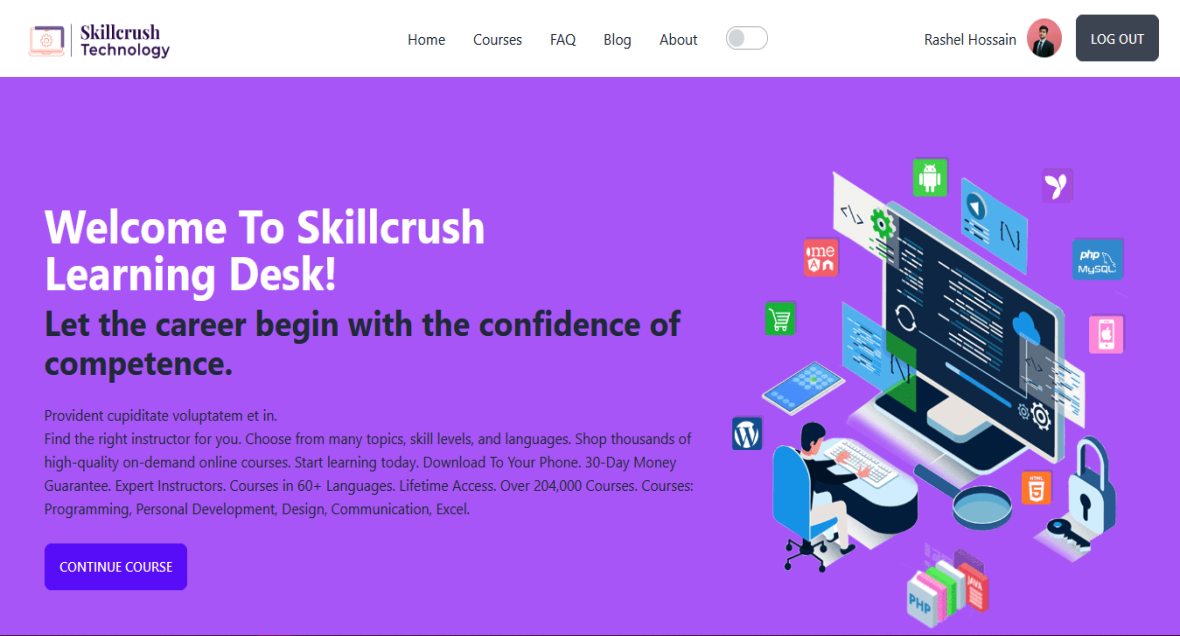 Skillcrush
Technology
Home Courses FAQ Blog About
Rashel Hossain
LOG OUT
Welcome To Skillcrush
Learning Desk!
Let the career begin with the confidence of
competence.
Provident cupiditate voluptatem et in.
Find the right instructor for you. Choose from many topics, skill levels, and languages. Shop thousands of
high-quality on-demand online courses. Start learning today. Download To Your Phone. 30-Day Money
Guarantee. Expert Instructors. Courses in 60+ Languages. Lifetime Access. Over 204,000 Courses. Courses:
Programming, Personal Development, Design, Communication, Excel.
CONTINUE COURSE
</>
[\]
me
php
MySQL
</>
[\]
HTML
5
JAVA
PHP